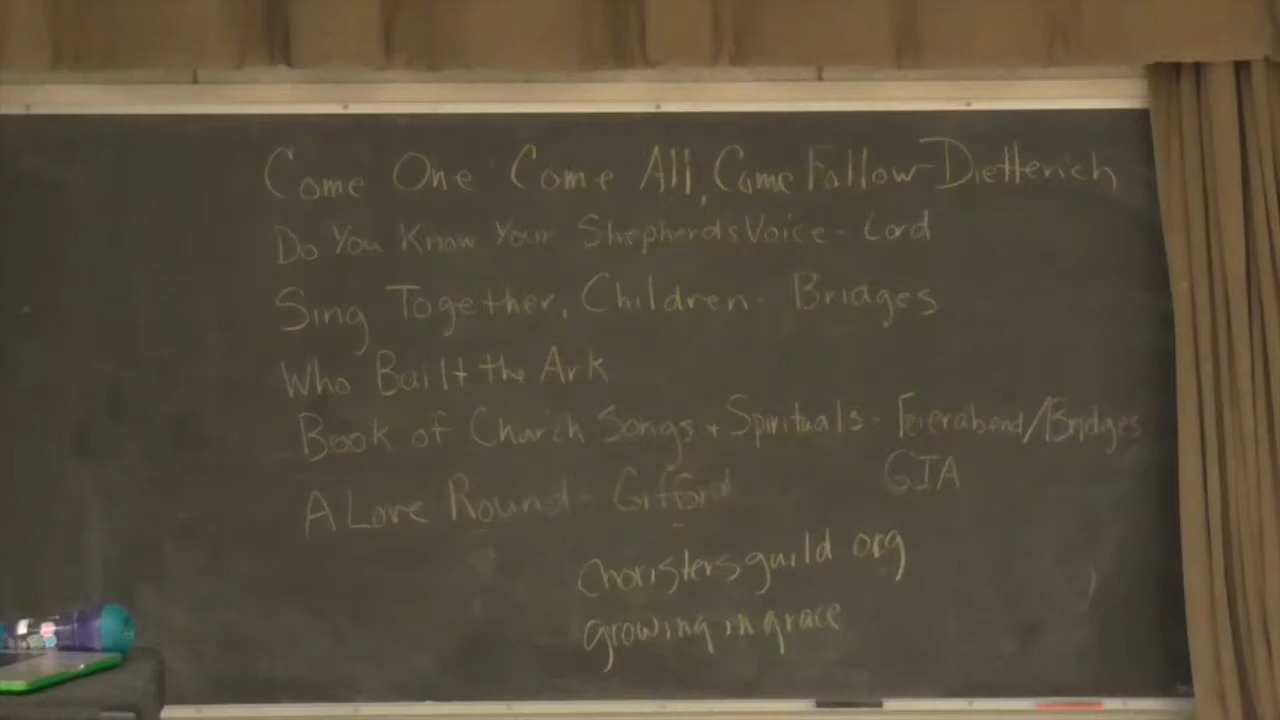 Come One Come All, Come Follow - Dietterich
Do You Know Your Shepherds Voice - Lord
Sing Together, Children - Bridges
Who Built the Ark
Book of Church Songs + Spirituals - Feierabend/Bridges
GIA
A Love Round - Gifford
choristersguild org
growing in grace